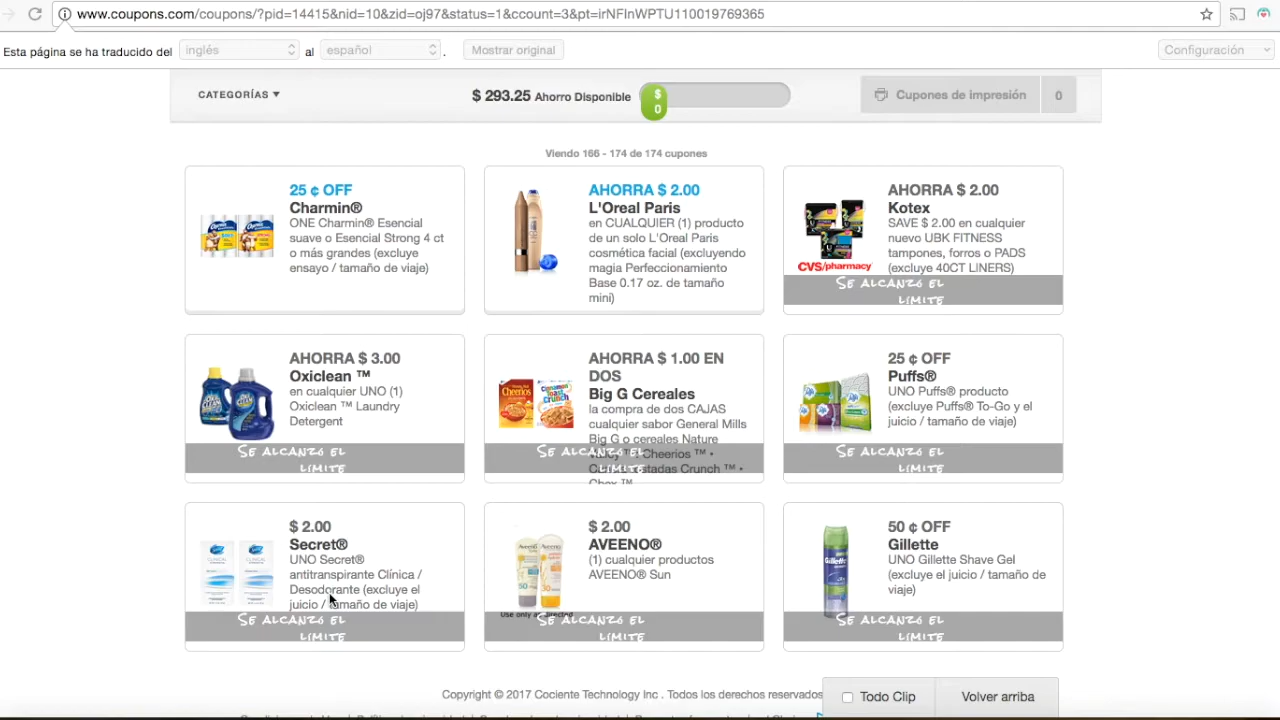 www.coupons.com/coupons/?pid=14415&nid=10&zid=oj97&status=1&ccount=3&pt=irNFInWPTU110019769365
Esta página se ha traducido del inglés al español . Mostrar original Configuración
CATEGORÍAS ▼ $ 293.25 Ahorro Disponible $ 0 Cupones de impresión 0
Viendo 166 - 174 de 174 cupones
25 ¢ OFF
Charmin®
ONE Charmin® Esencial
suave o Esencial Strong 4 ct
o más grandes (excluye
ensayo / tamaño de viaje)
AHORRA $ 2.00
L'Oreal Paris
en CUALQUIER (1) producto
de un solo L'Oreal Paris
cosmética facial (excluyendo
magia Perfeccionamiento
Base 0.17 oz. de tamaño
mini)
AHORRA $ 2.00
Kotex
SAVE $ 2.00 en cualquier
nuevo UBK FITNESS
tampones, forros o PADS
(excluye 40CT LINERS)
CVS/pharmacy
Se alcanzó el
límite
AHORRA $ 3.00
Oxiclean ™
en cualquier UNO (1)
Oxiclean ™ Laundry
Detergent
Se alcanzó el
límite
AHORRA $ 1.00 EN
DOS
Big G Cereales
la compra de dos CAJAS
cualquier sabor General Mills
Big G o cereales Nature
™ Cheerios ™ •
Crunch ™ •
Chex ™
Se alcanzó el
límite
25 ¢ OFF
Puffs®
UNO Puffs® producto
(excluye Puffs® To-Go y el
juicio / tamaño de viaje)
Se alcanzó el
límite
$ 2.00
Secret®
UNO Secret®
antitranspirante Clínica /
Desodorante (excluye el
juicio / tamaño de viaje)
Se alcanzó el
límite
$ 2.00
AVEENO®
(1) cualquier productos
AVEENO® Sun
Use only as directed
Se alcanzó el
límite
50 ¢ OFF
Gillette
UNO Gillette Shave Gel
(excluye el juicio / tamaño de
viaje)
Se alcanzó el
límite
Copyright © 2017 Cociente Technology Inc . Todos los derechos reservados
Todo Clip Volver arriba